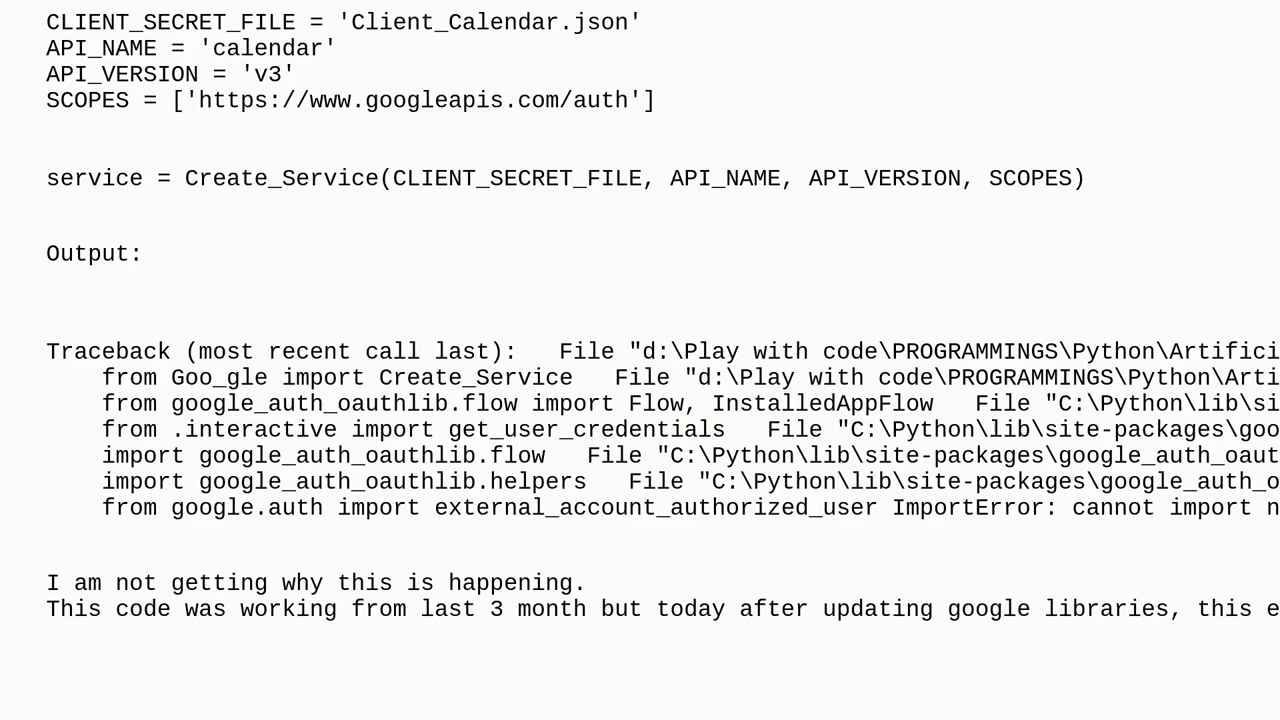 CLIENT_SECRET_FILE = 'Client_Calendar.json'
API_NAME = 'calendar'
API_VERSION = 'v3'
SCOPES = ['https://www.googleapis.com/auth']
service = Create_Service(CLIENT_SECRET_FILE, API_NAME, API_VERSION, SCOPES)
Output:
Traceback (most recent call last):   File "d:\Play with code\PROGRAMMINGS\Python\Artifici
from Goo_gle import Create_Service   File "d:\Play with code\PROGRAMMINGS\Python\Arti
from google_auth_oauthlib.flow import Flow, InstalledAppFlow   File "C:\Python\lib\si
from .interactive import get_user_credentials   File "C:\Python\lib\site-packages\goo
import google_auth_oauthlib.flow   File "C:\Python\lib\site-packages\google_auth_oaut
import google_auth_oauthlib.helpers   File "C:\Python\lib\site-packages\google_auth_o
from google.auth import external_account_authorized_user ImportError: cannot import n
I am not getting why this is happening.
This code was working from last 3 month but today after updating google libraries, this e